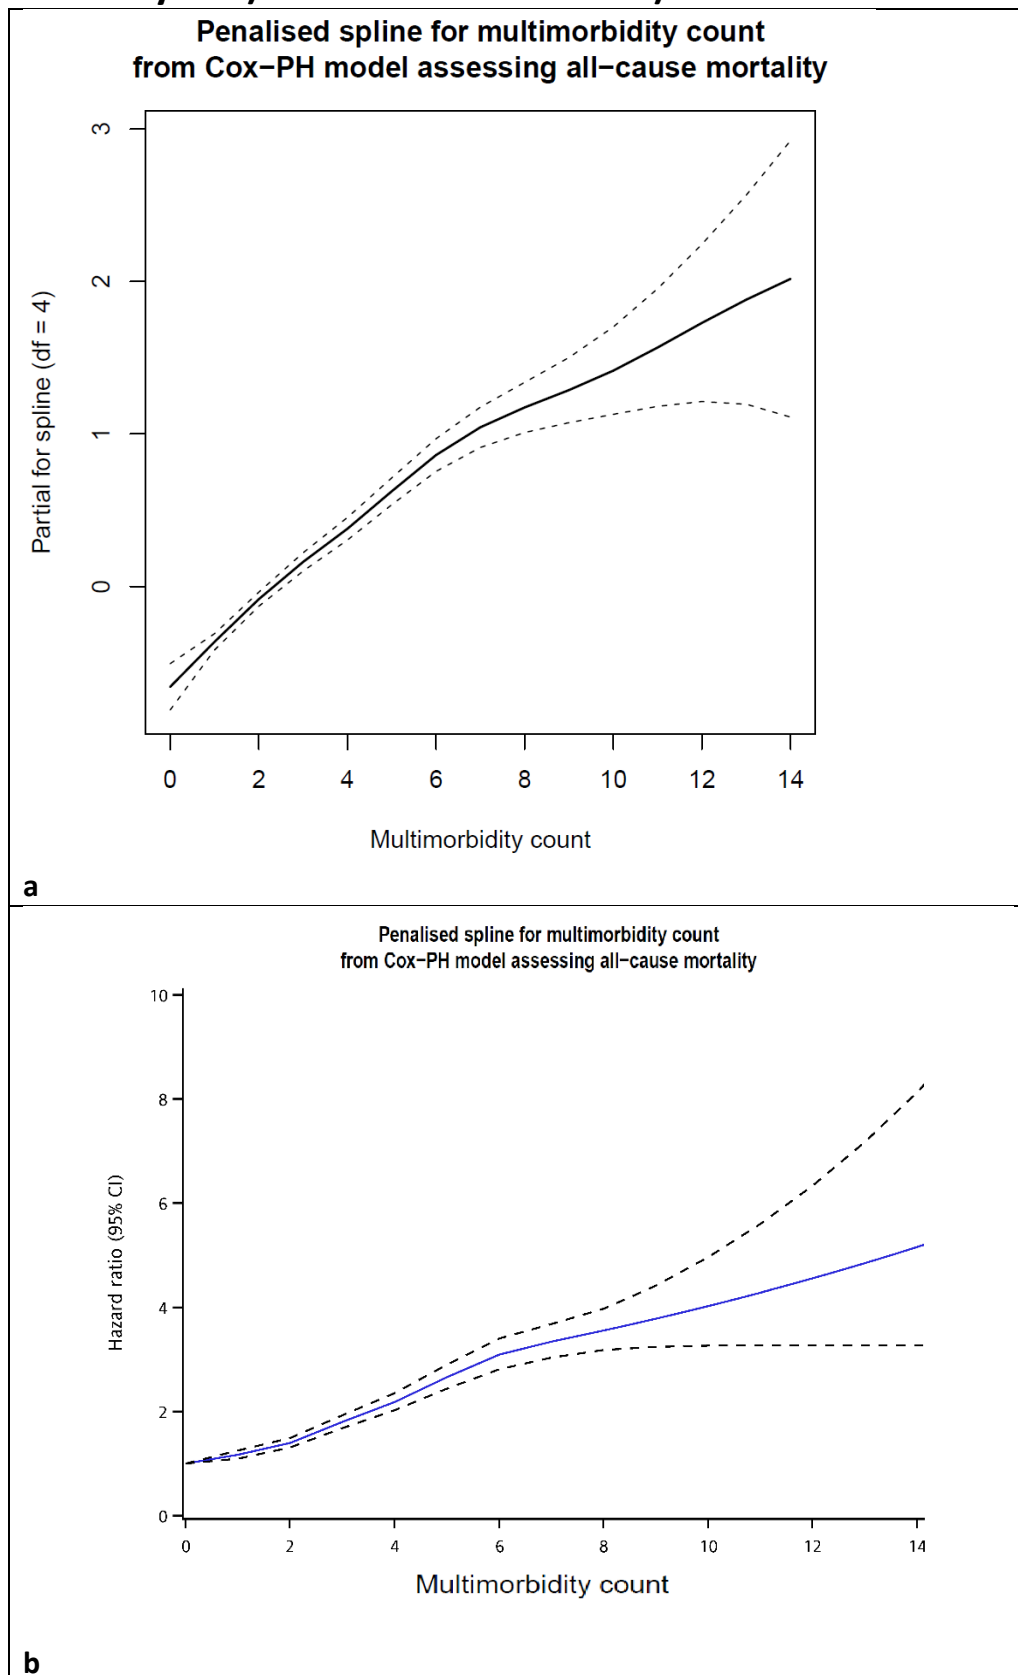 Penalised spline for multimorbidity count
from Cox−PH model assessing all−cause mortality
3
2
1
0
Partial for spline (df = 4)
0 2 4 6 8 10 12 14
Multimorbidity count
a
Penalised spline for multimorbidity count
from Cox−PH model assessing all−cause mortality
10
8
6
4
2
0
Hazard ratio (95% CI)
0 2 4 6 8 10 12 14
Multimorbidity count
b